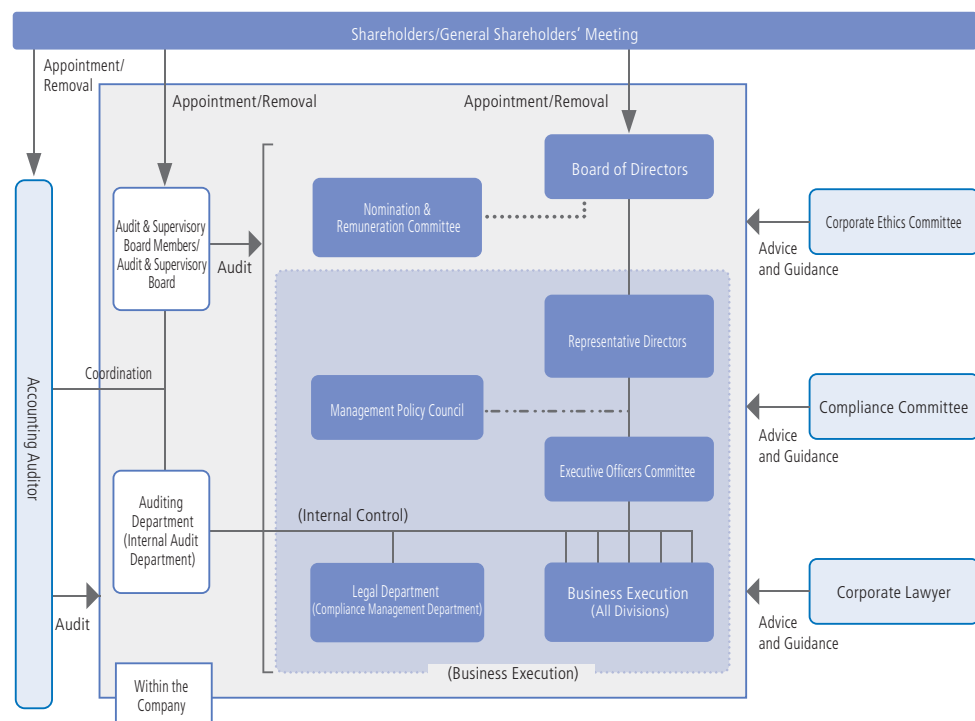 Shareholders/General Shareholders’ Meeting
Appointment/
Removal
Appointment/Removal
Appointment/Removal
Board of Directors
Nomination &
Remuneration Committee
Audit & Supervisory
Board Members/
Audit & Supervisory
Board
Audit
Corporate Ethics Committee
Advice
and Guidance
Representative Directors
Coordination
Management Policy Council
Compliance Committee
Advice
and Guidance
Accounting Auditor
Executive Officers Committee
Auditing
Department
(Internal Audit
Department)
(Internal Control)
Legal Department
(Compliance Management Department)
Business Execution
(All Divisions)
Corporate Lawyer
Advice
and Guidance
Audit
(Business Execution)
Within the
Company